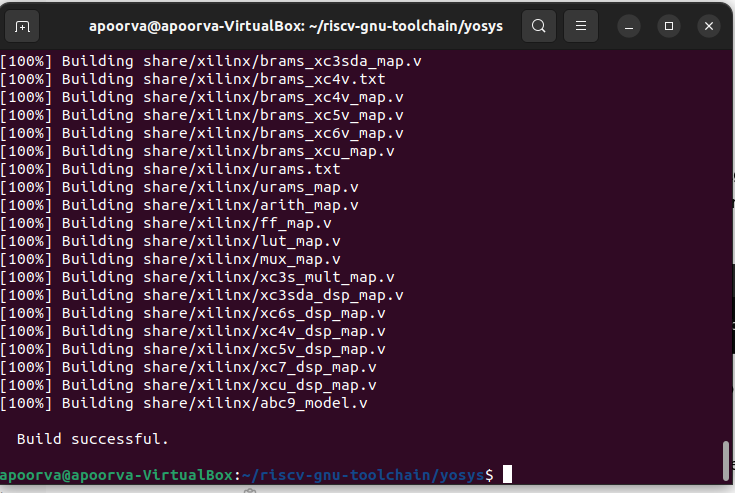 apoorva@apoorva-VirtualBox: ~/riscv-gnu-toolchain/yosys
[100%] Building share/xilinx/brams_xc3sda_map.v
[100%] Building share/xilinx/brams_xc4v.txt
[100%] Building share/xilinx/brams_xc4v_map.v
[100%] Building share/xilinx/brams_xc5v_map.v
[100%] Building share/xilinx/brams_xc6v_map.v
[100%] Building share/xilinx/brams_xcu_map.v
[100%] Building share/xilinx/urams.txt
[100%] Building share/xilinx/urams_map.v
[100%] Building share/xilinx/arith_map.v
[100%] Building share/xilinx/ff_map.v
[100%] Building share/xilinx/lut_map.v
[100%] Building share/xilinx/mux_map.v
[100%] Building share/xilinx/xc3s_mult_map.v
[100%] Building share/xilinx/xc3sda_dsp_map.v
[100%] Building share/xilinx/xc6s_dsp_map.v
[100%] Building share/xilinx/xc4v_dsp_map.v
[100%] Building share/xilinx/xc5v_dsp_map.v
[100%] Building share/xilinx/xc7_dsp_map.v
[100%] Building share/xilinx/xcu_dsp_map.v
[100%] Building share/xilinx/abc9_model.v
Build successful.
apoorva@apoorva-VirtualBox:~/riscv-gnu-toolchain/yosys$